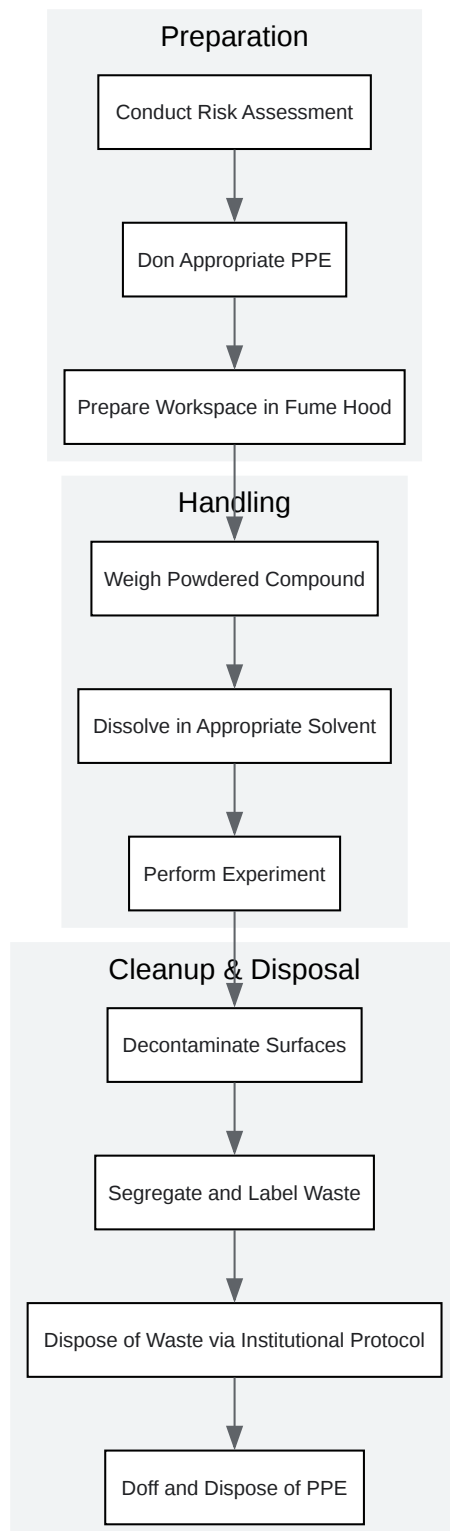 Preparation
Conduct Risk Assessment
Don Appropriate PPE
Prepare Workspace in Fume Hood
Handling
Weigh Powdered Compound
Dissolve in Appropriate Solvent
Perform Experiment
Cleanup & Disposal
Decontaminate Surfaces
Segregate and Label Waste
Dispose of Waste via Institutional Protocol
Doff and Dispose of PPE